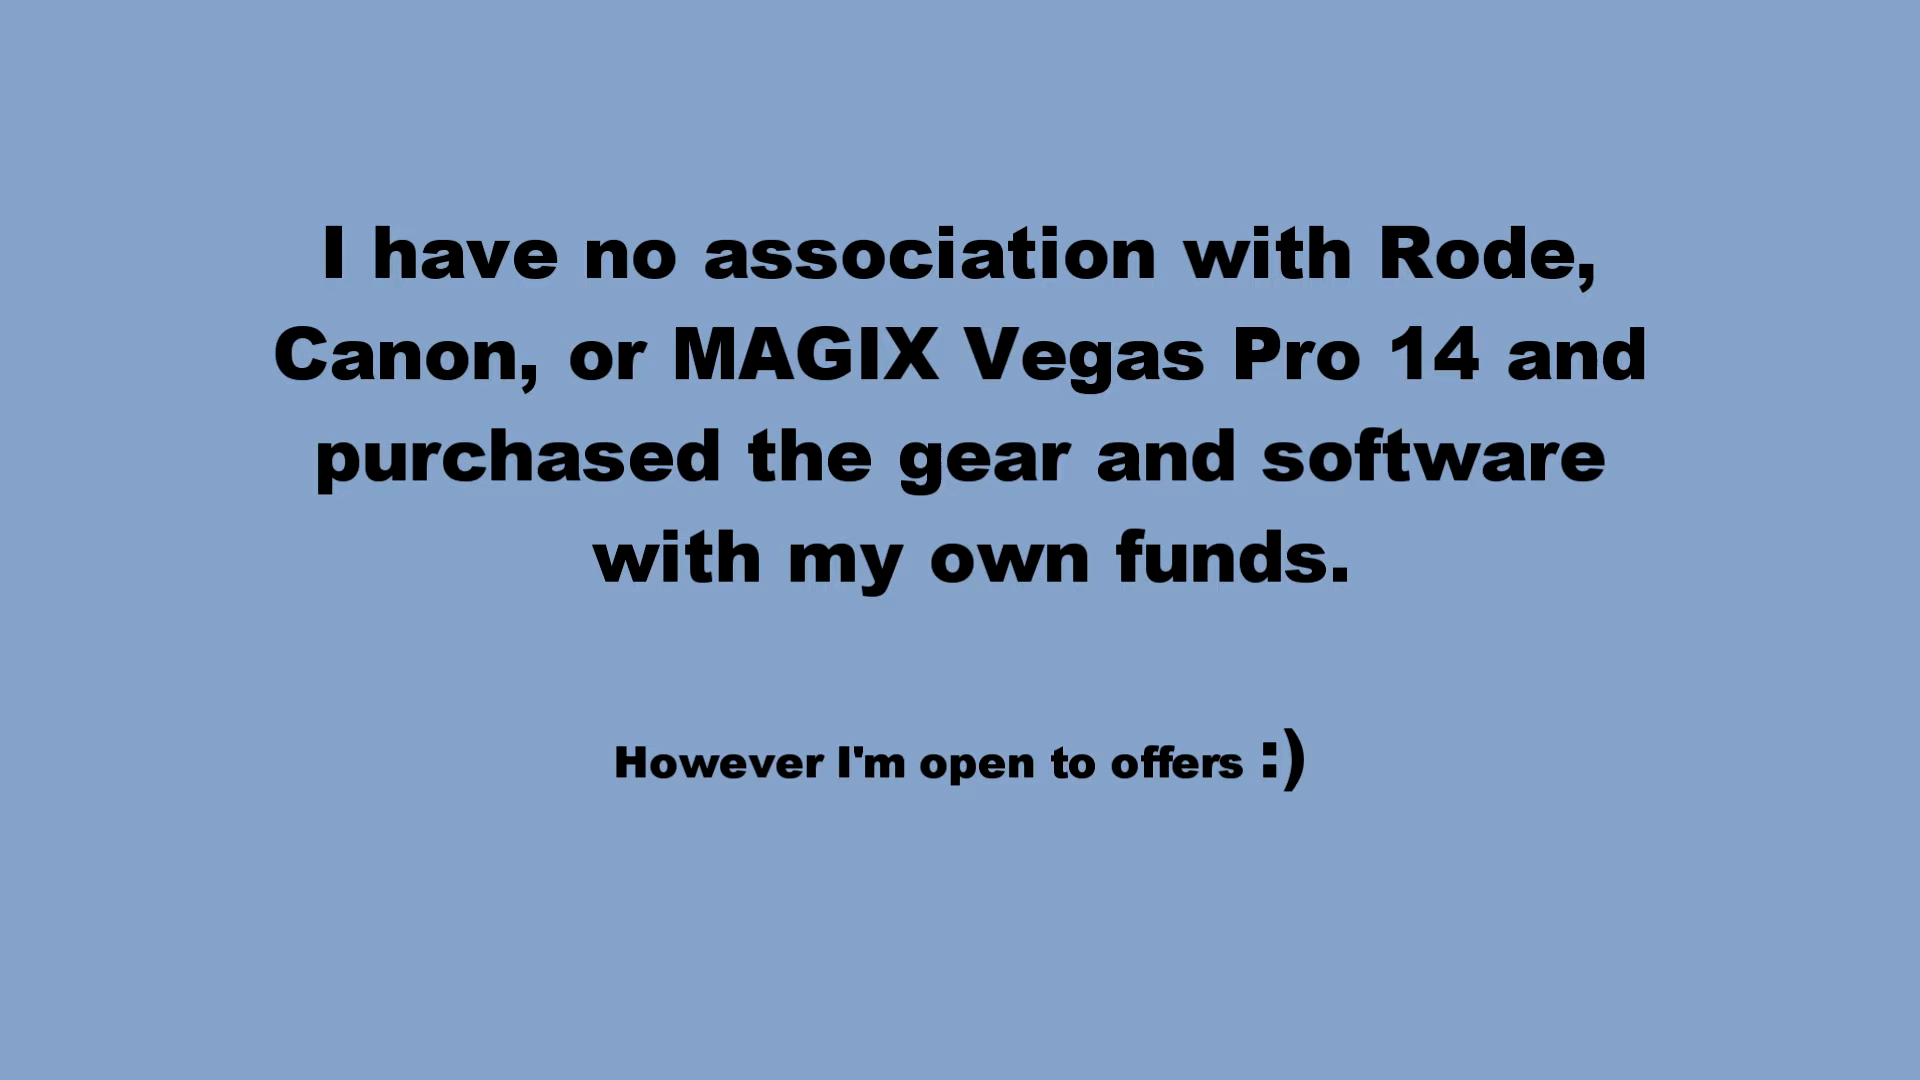 I have no association with Rode,
Canon, or MAGIX Vegas Pro 14 and
purchased the gear and software
with my own funds.
However I'm open to offers :)